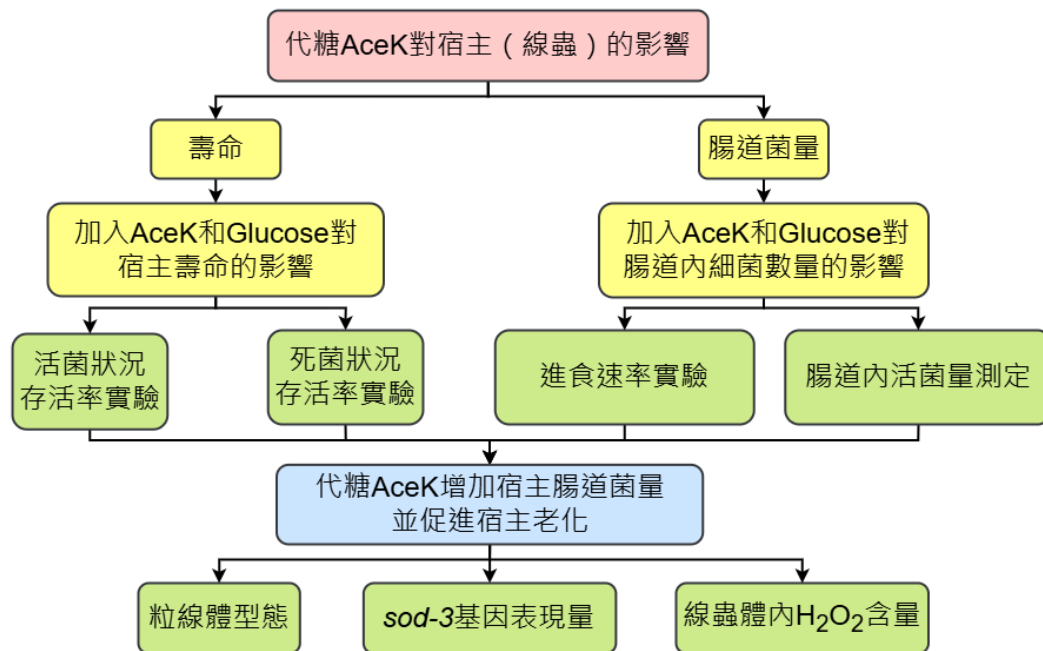 代糖AceK對宿主（線蟲）的影響
壽命
腸道菌量
加入AceK和Glucose對
宿主壽命的影響
加入AceK和Glucose對
腸道內細菌數量的影響
活菌狀況
存活率實驗
死菌狀況
存活率實驗
進食速率實驗
腸道內活菌量測定
代糖AceK增加宿主腸道菌量
並促進宿主老化
粒線體型態
sod-3基因表現量
線蟲體內H₂O₂含量